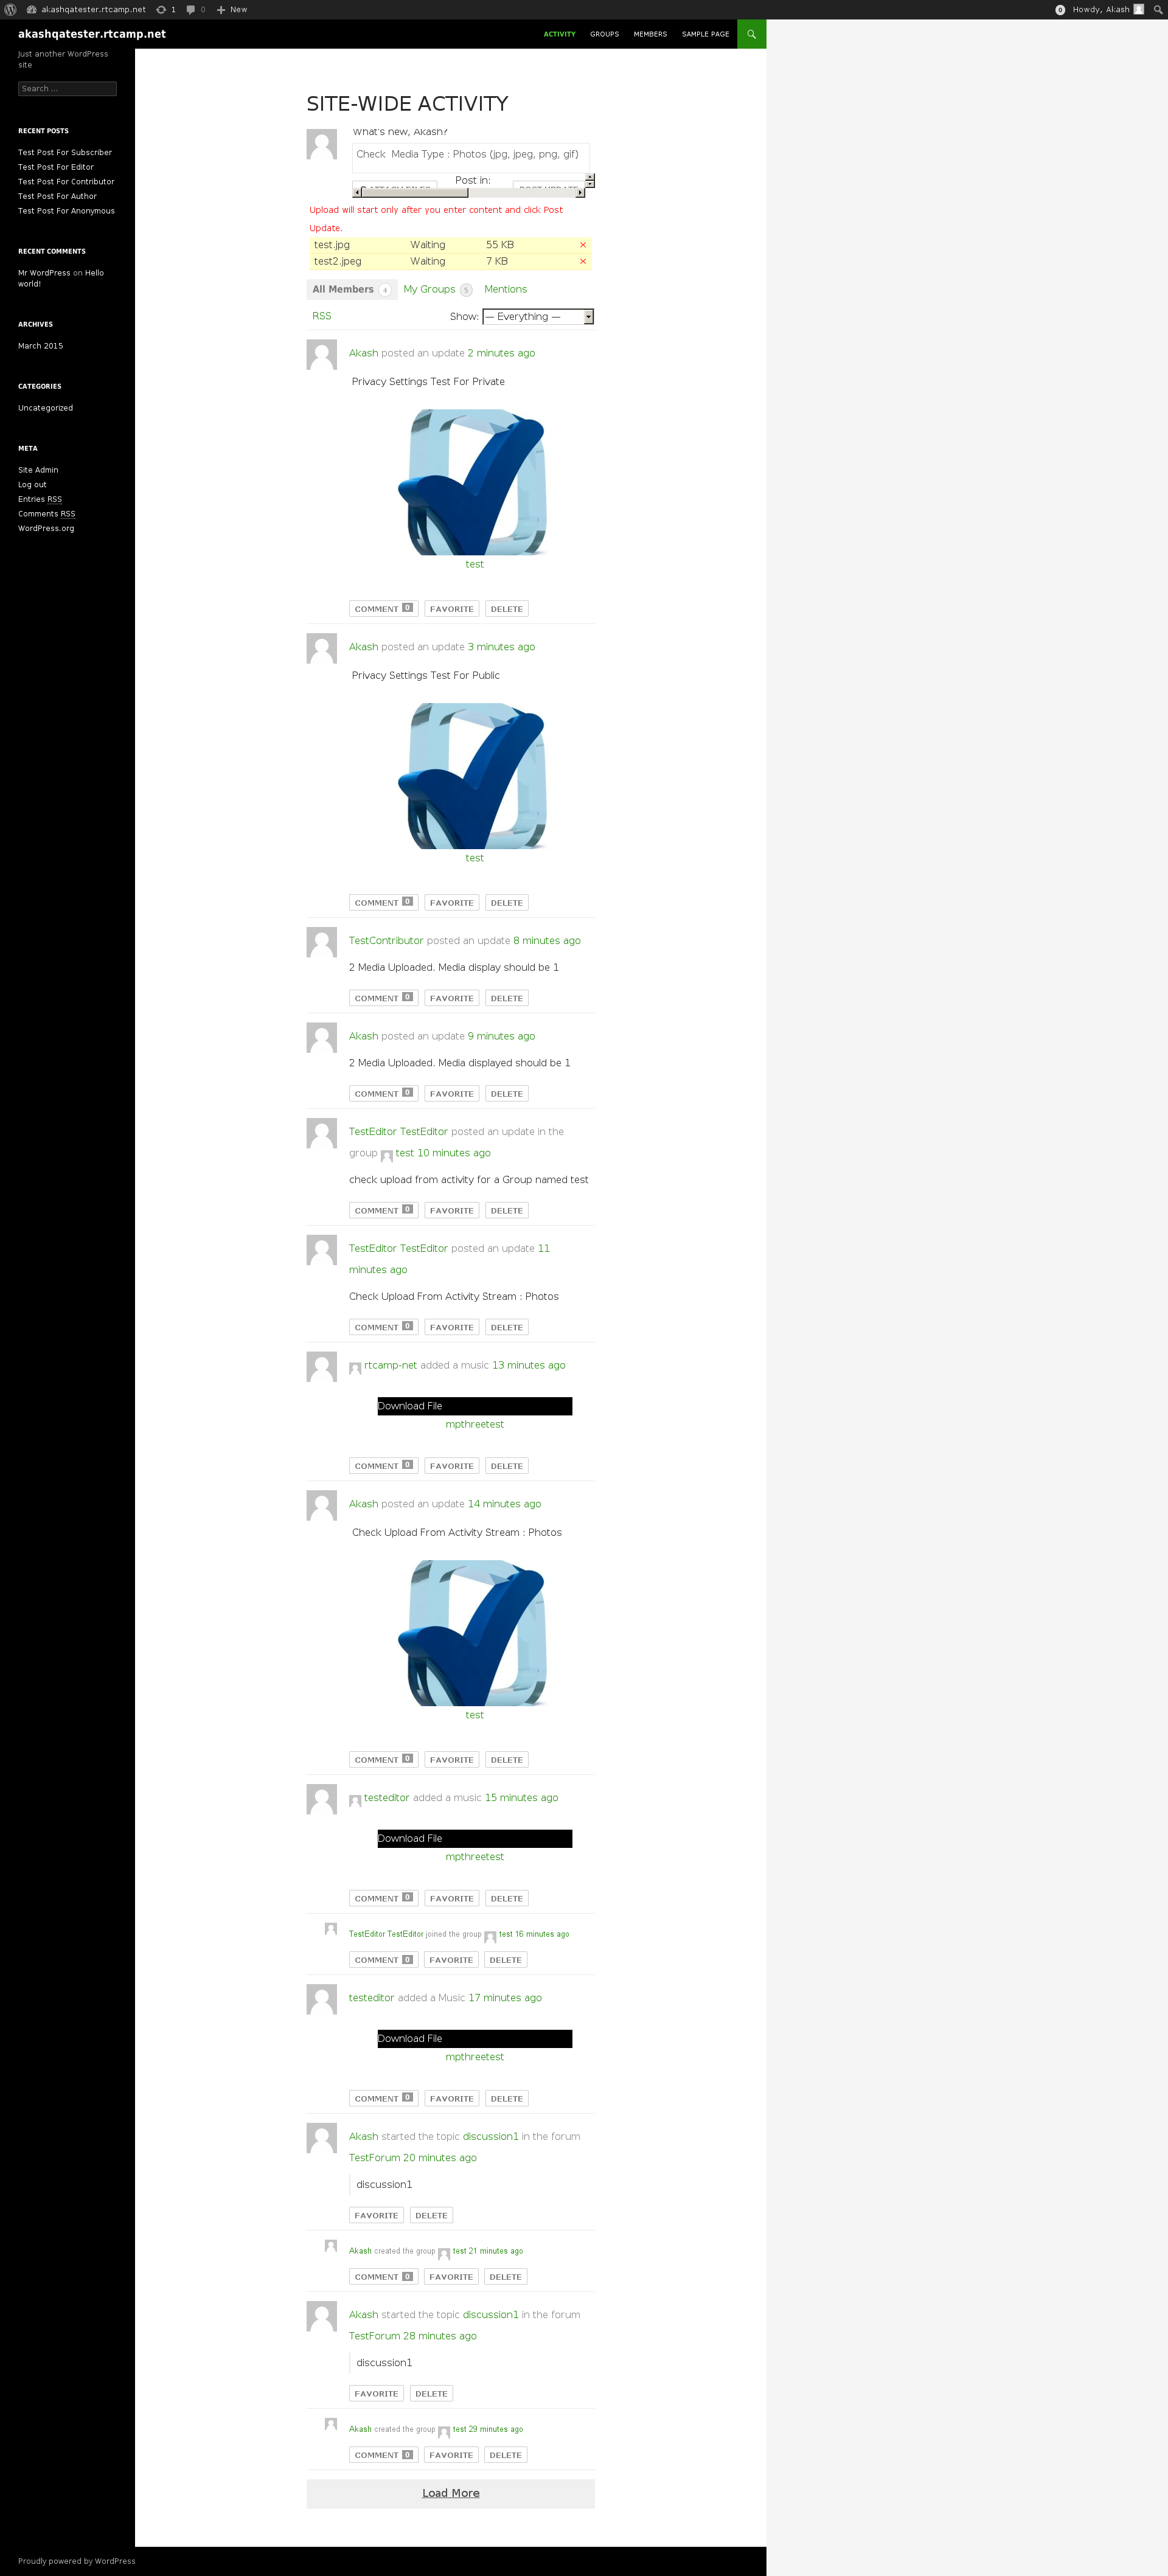 akashqatester.rtcamp.net 1 0 New
0 Howdy, Akash
akashqatester.rtcamp.net
ACTIVITY GROUPS MEMBERS SAMPLE PAGE
Just another WordPress
site
Search ...
RECENT POSTS
Test Post For Subscriber
Test Post For Editor
Test Post For Contributor
Test Post For Author
Test Post For Anonymous
RECENT COMMENTS
Mr WordPress on Hello
world!
ARCHIVES
March 2015
CATEGORIES
Uncategorized
META
Site Admin
Log out
Entries RSS
Comments RSS
WordPress.org
SITE-WIDE ACTIVITY
What's new, Akash?
Check Media Type : Photos (jpg, jpeg, png, gif)
ATTACH FILES Post in: POST UPDATE
Upload will start only after you enter content and click Post
Update.
test.jpg Waiting 55 KB ×
test2.jpeg Waiting 7 KB ×
All Members 4 My Groups 5 Mentions
RSS Show: — Everything —
Akash posted an update 2 minutes ago
Privacy Settings Test For Private
test
COMMENT 0 FAVORITE DELETE
Akash posted an update 3 minutes ago
Privacy Settings Test For Public
test
COMMENT 0 FAVORITE DELETE
TestContributor posted an update 8 minutes ago
2 Media Uploaded. Media display should be 1
COMMENT 0 FAVORITE DELETE
Akash posted an update 9 minutes ago
2 Media Uploaded. Media displayed should be 1
COMMENT 0 FAVORITE DELETE
TestEditor TestEditor posted an update in the
group test 10 minutes ago
check upload from activity for a Group named test
COMMENT 0 FAVORITE DELETE
TestEditor TestEditor posted an update 11
minutes ago
Check Upload From Activity Stream : Photos
COMMENT 0 FAVORITE DELETE
rtcamp-net added a music 13 minutes ago
Download File
mpthreetest
COMMENT 0 FAVORITE DELETE
Akash posted an update 14 minutes ago
Check Upload From Activity Stream : Photos
test
COMMENT 0 FAVORITE DELETE
testeditor added a music 15 minutes ago
Download File
mpthreetest
COMMENT 0 FAVORITE DELETE
TestEditor TestEditor joined the group test 16 minutes ago
COMMENT 0 FAVORITE DELETE
testeditor added a Music 17 minutes ago
Download File
mpthreetest
COMMENT 0 FAVORITE DELETE
Akash started the topic discussion1 in the forum
TestForum 20 minutes ago
discussion1
FAVORITE DELETE
Akash created the group test 21 minutes ago
COMMENT 0 FAVORITE DELETE
Akash started the topic discussion1 in the forum
TestForum 28 minutes ago
discussion1
FAVORITE DELETE
Akash created the group test 29 minutes ago
COMMENT 0 FAVORITE DELETE
Load More
Proudly powered by WordPress